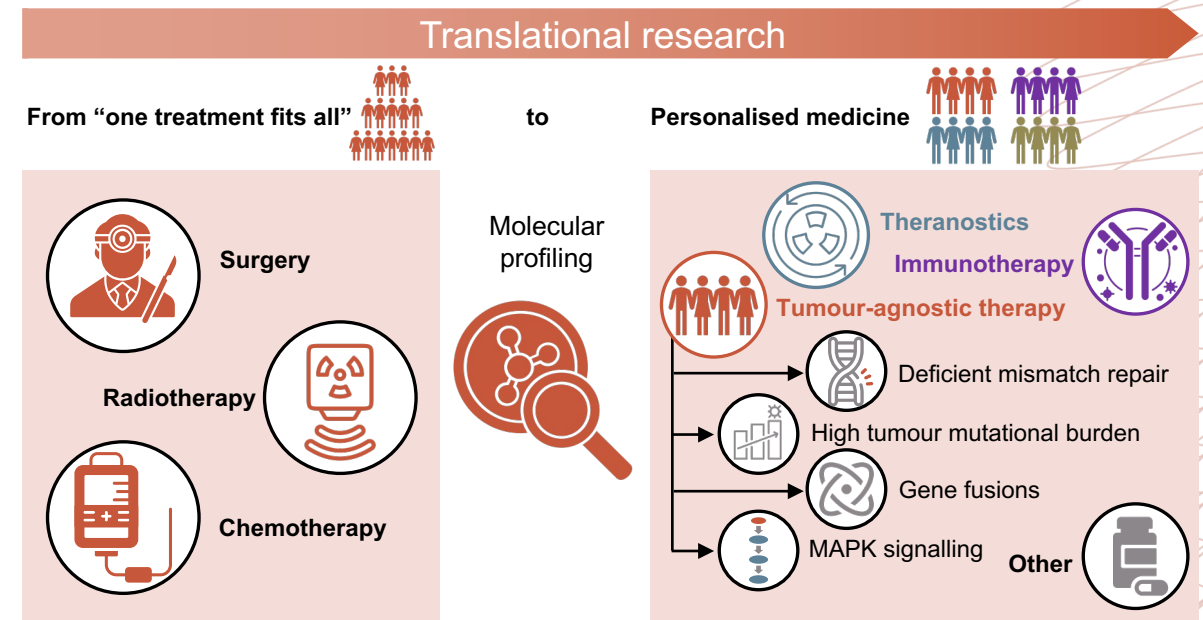 Translational research
From “one treatment fits all”
to
Personalised medicine
Surgery
Radiotherapy
Chemotherapy
Molecular
profiling
Theranostics
Immunotherapy
Tumour-agnostic therapy
Deficient mismatch repair
High tumour mutational burden
Gene fusions
MAPK signalling
Other